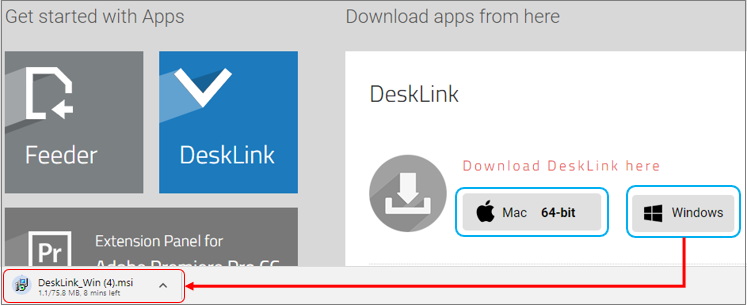 Get started with Apps
Download apps from here
Feeder
DeskLink
DeskLink
Download DeskLink here
Mac 64-bit
Windows
Pr
Extension Panel for
Adobe Premiere Pro CC
DeskLink_Win (4).msi
1.1/75.8 MB, 8 mins left